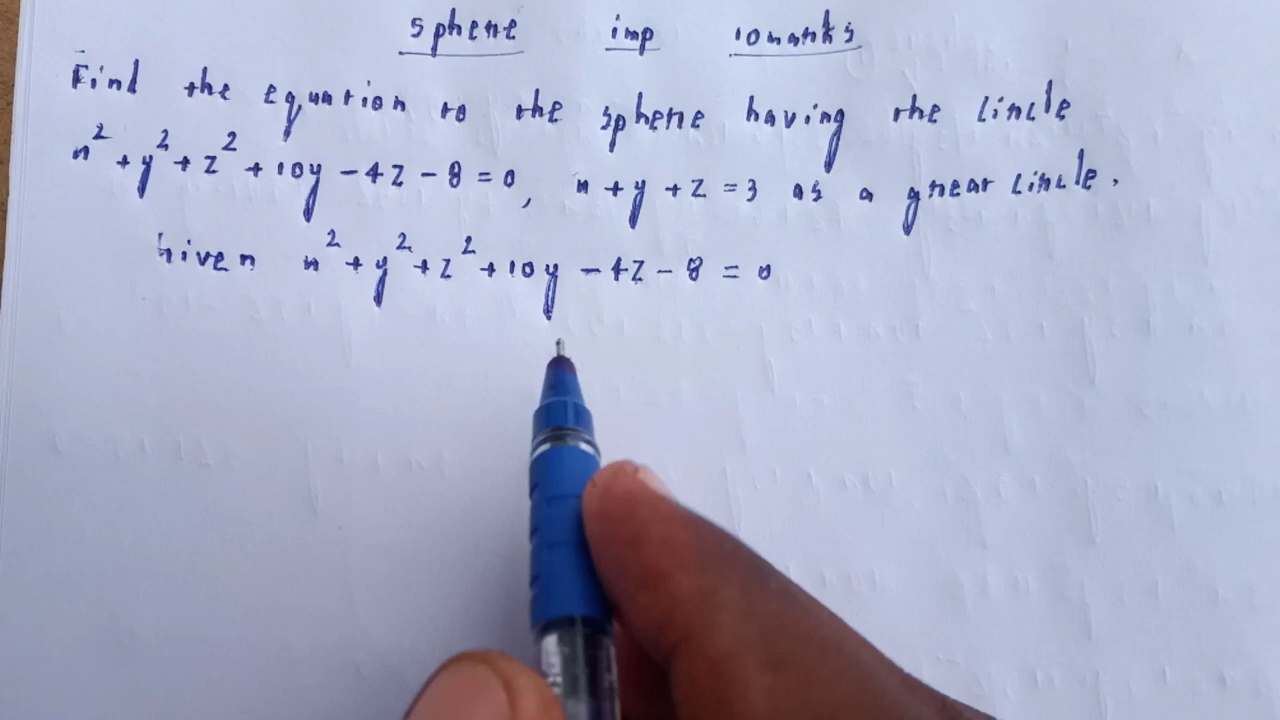 sphere imp 10marks
Find the equation to the sphere having the circle
x² + y² + z² + 10y - 4z - 8 = 0, x + y + z = 3 as a great circle.
Given x² + y² + z² + 10y - 4z - 8 = 0